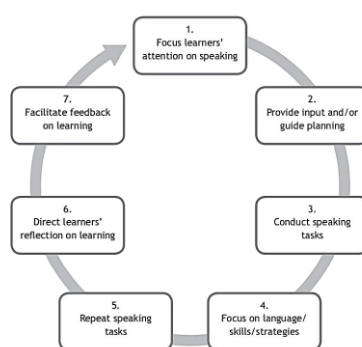 1.
Focus learners'
attention on speaking
2.
Provide input and/or
guide planning
3.
Conduct speaking
tasks
4.
Focus on language/
skills/strategies
5.
Repeat speaking
tasks
6.
Direct learners'
reflection on learning
7.
Facilitate feedback
on learning